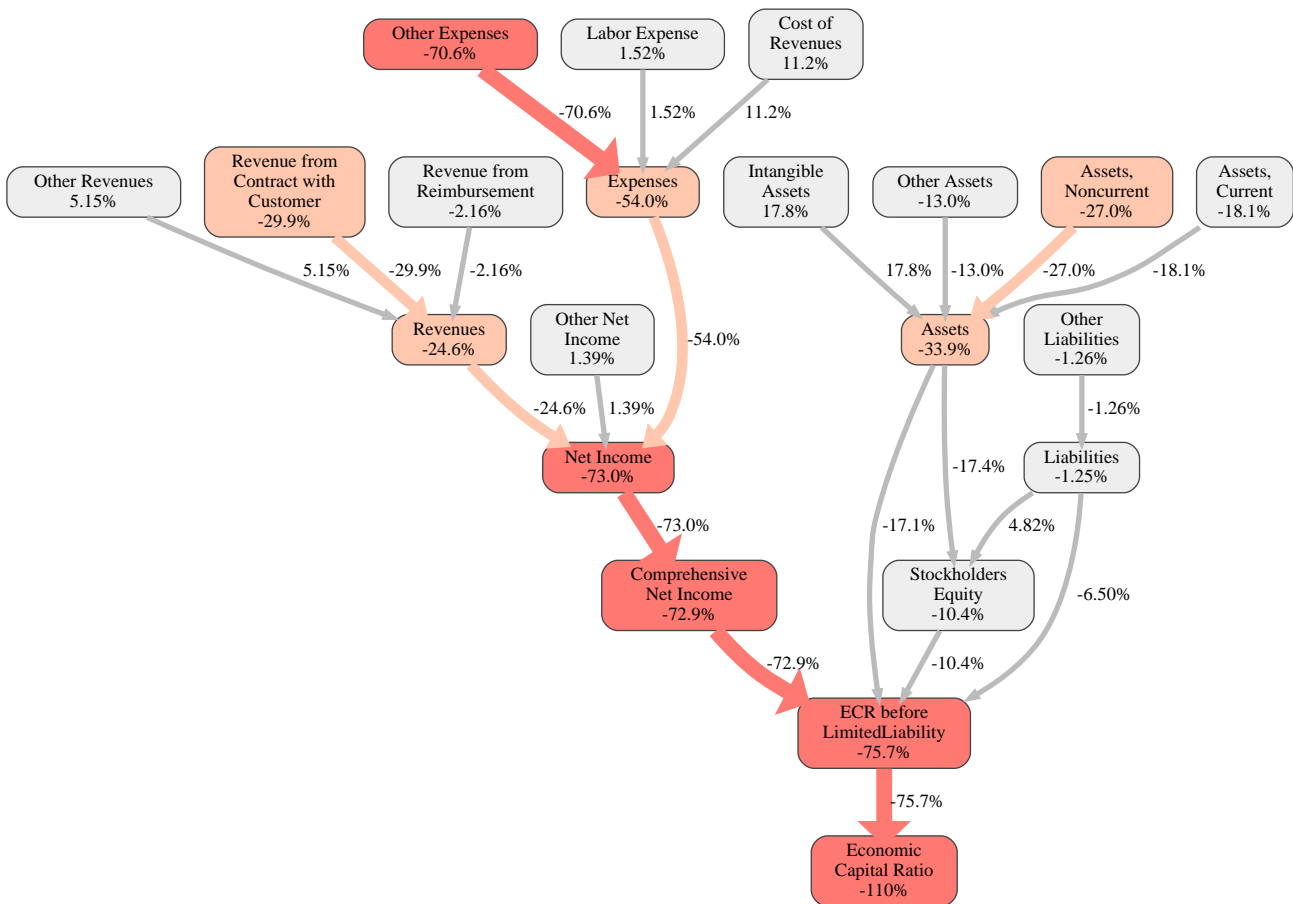 Other Expenses
-70.6%
Labor Expense
1.52%
Cost of
Revenues
11.2%
-70.6%
1.52%
11.2%
Other Revenues
5.15%
Revenue from
Contract with
Customer
-29.9%
Revenue from
Reimbursement
-2.16%
Expenses
-54.0%
Intangible
Assets
17.8%
Other Assets
-13.0%
Assets,
Noncurrent
-27.0%
Assets,
Current
-18.1%
5.15%
-29.9%
-2.16%
17.8%
-13.0%
-27.0%
-18.1%
Revenues
-24.6%
Other Net
Income
1.39%
-54.0%
Assets
-33.9%
Other
Liabilities
-1.26%
-24.6%
1.39%
-1.26%
Net Income
-73.0%
-17.4%
Liabilities
-1.25%
-73.0%
-17.1%
4.82%
Comprehensive
Net Income
-72.9%
Stockholders
Equity
-10.4%
-6.50%
-72.9%
-10.4%
ECR before
LimitedLiability
-75.7%
-75.7%
Economic
Capital Ratio
-110%